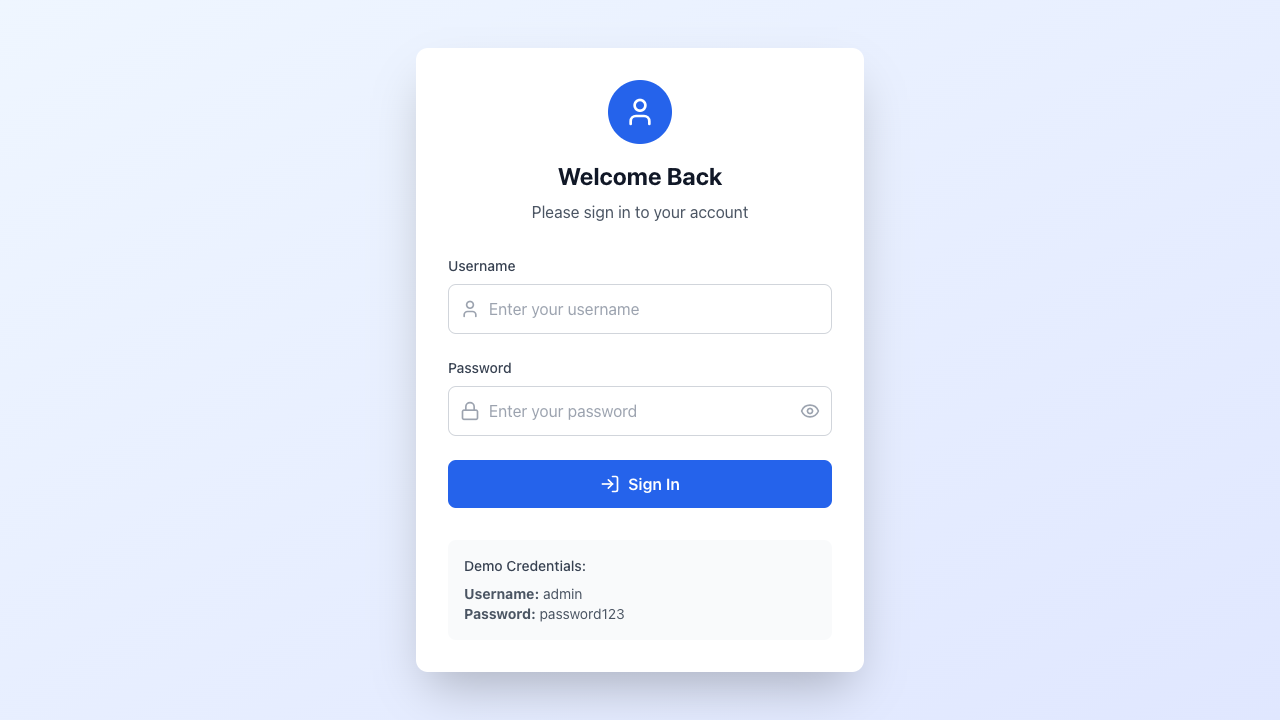 Welcome Back
Please sign in to your account
Username
Enter your username
Password
Enter your password
Sign In
Demo Credentials:
Username: admin
Password: password123